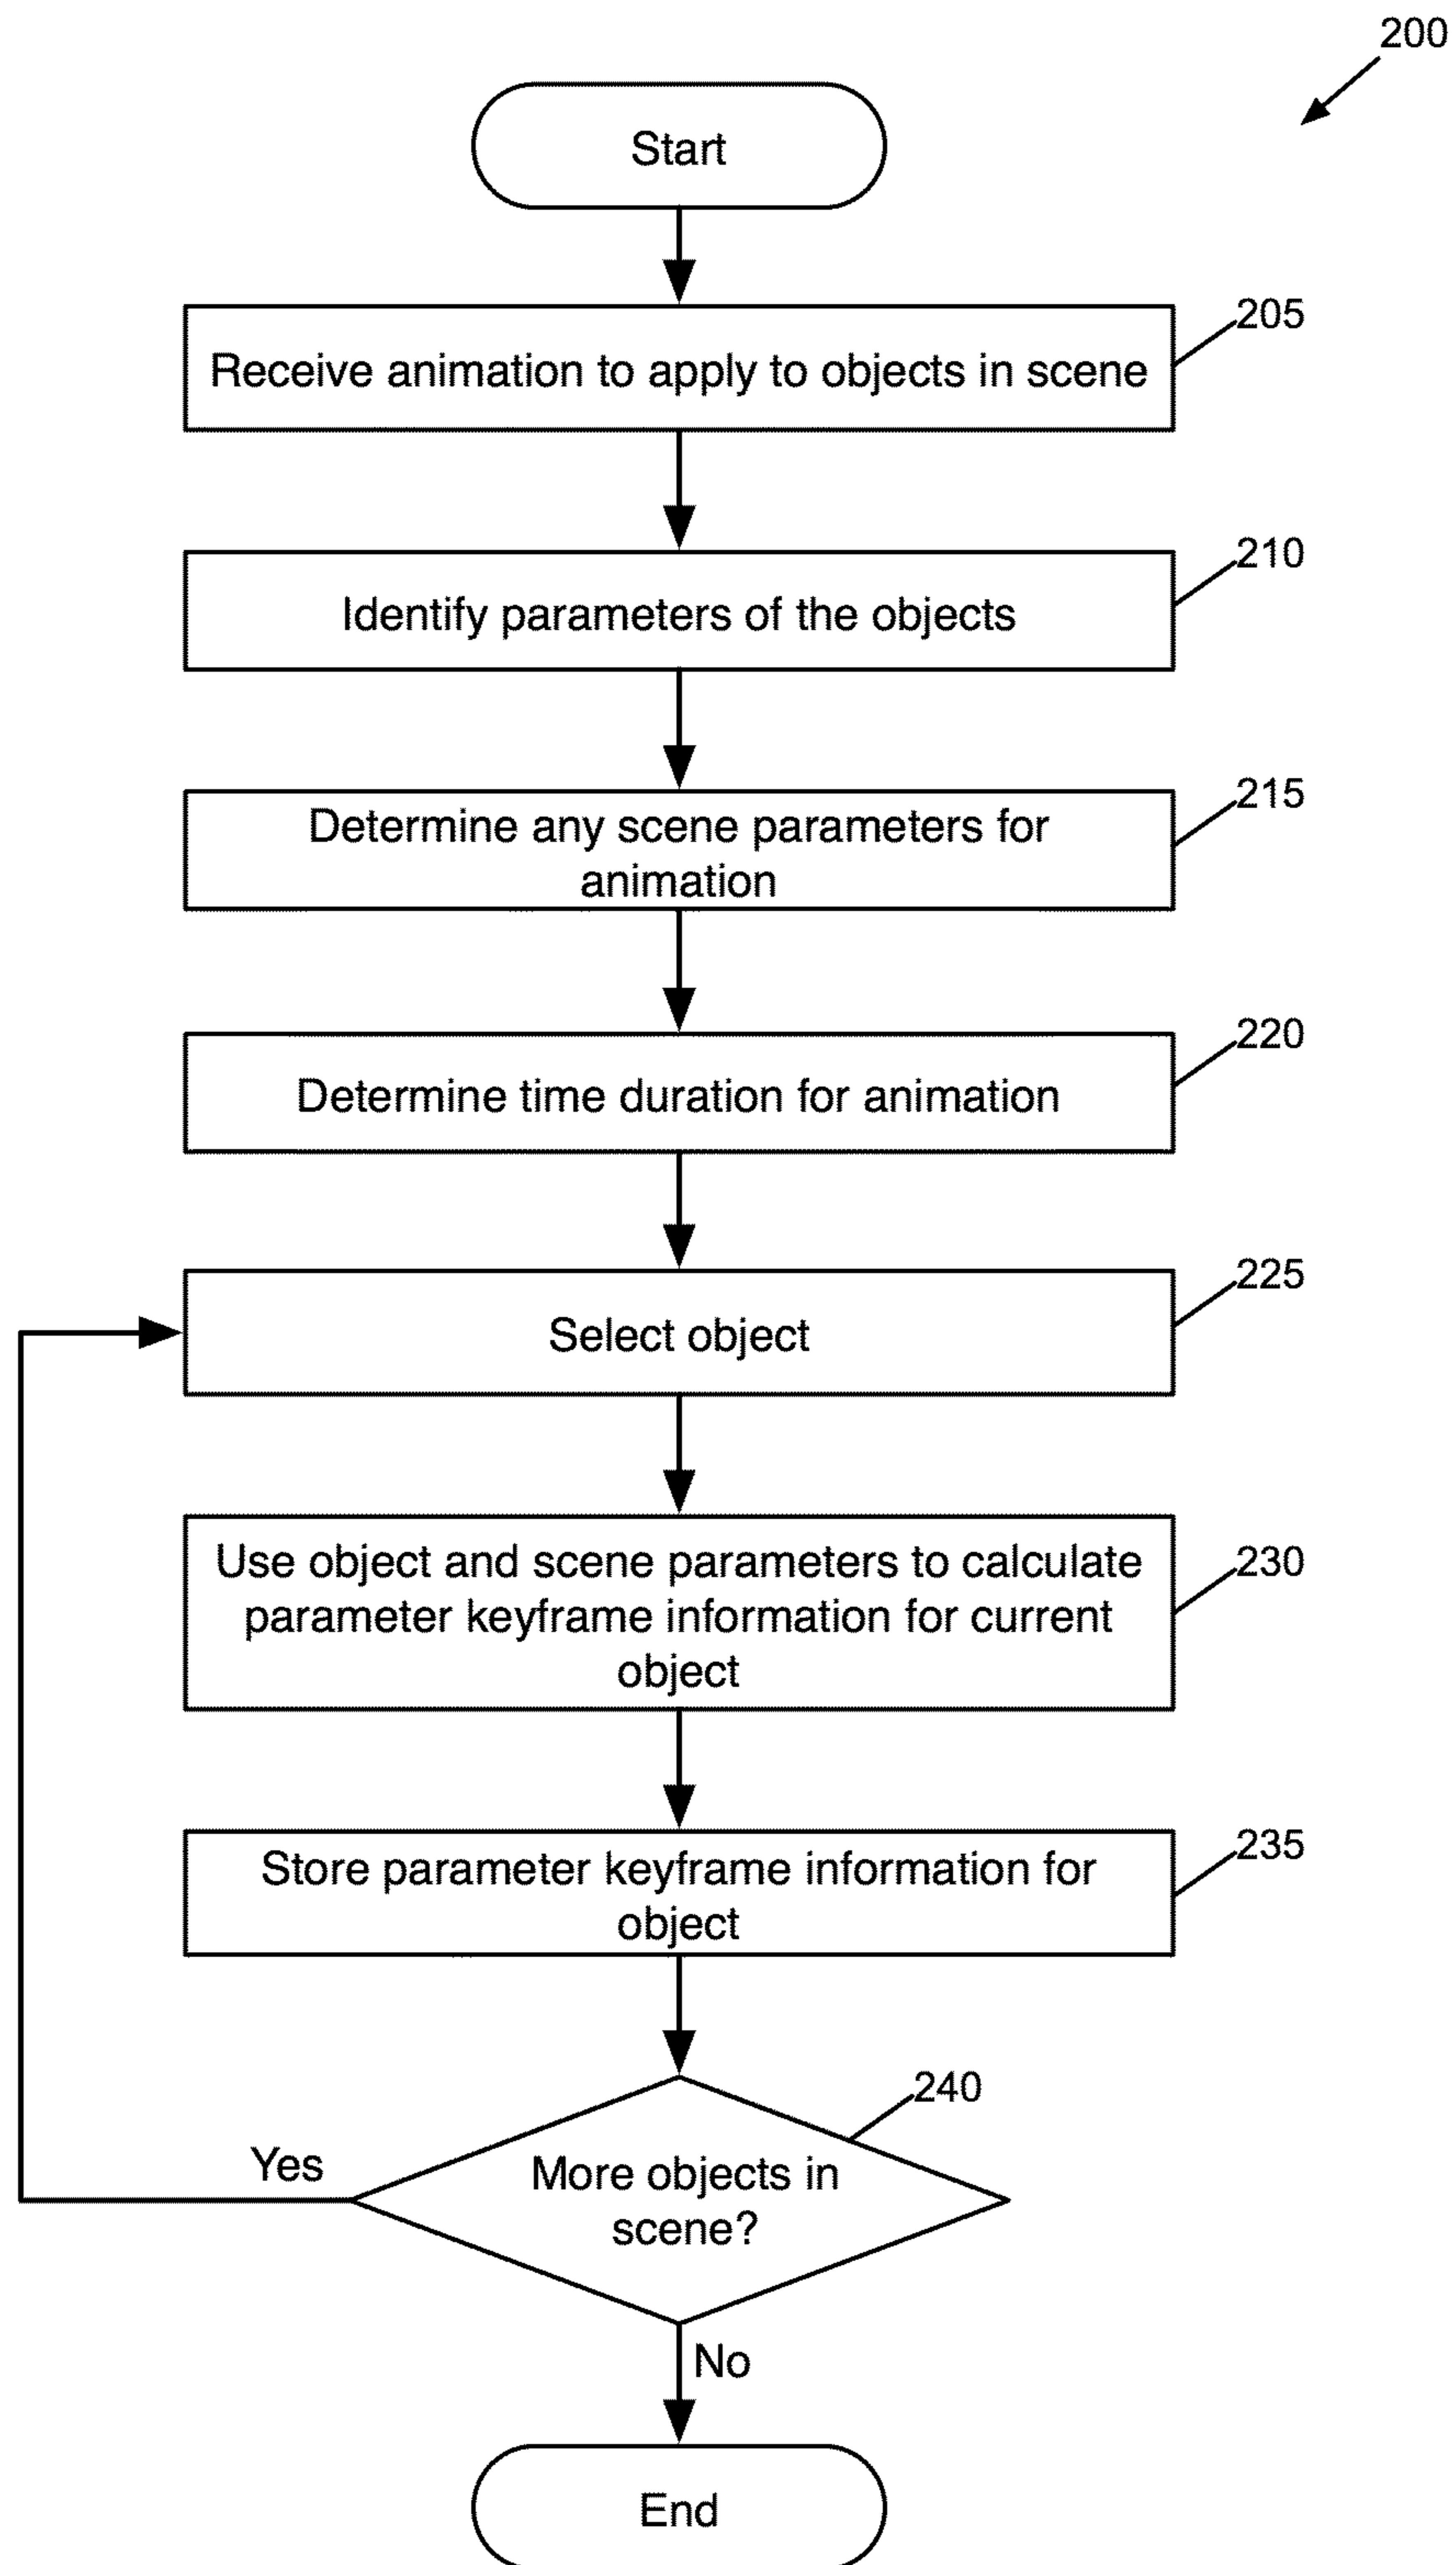 200
Start
205
Receive animation to apply to objects in scene
210
Identify parameters of the objects
215
Determine any scene parameters for
animation
220
Determine time duration for animation
225
Select object
230
Use object and scene parameters to calculate
parameter keyframe information for current
object
235
Store parameter keyframe information for
object
240
More objects in
scene?
Yes
No
End